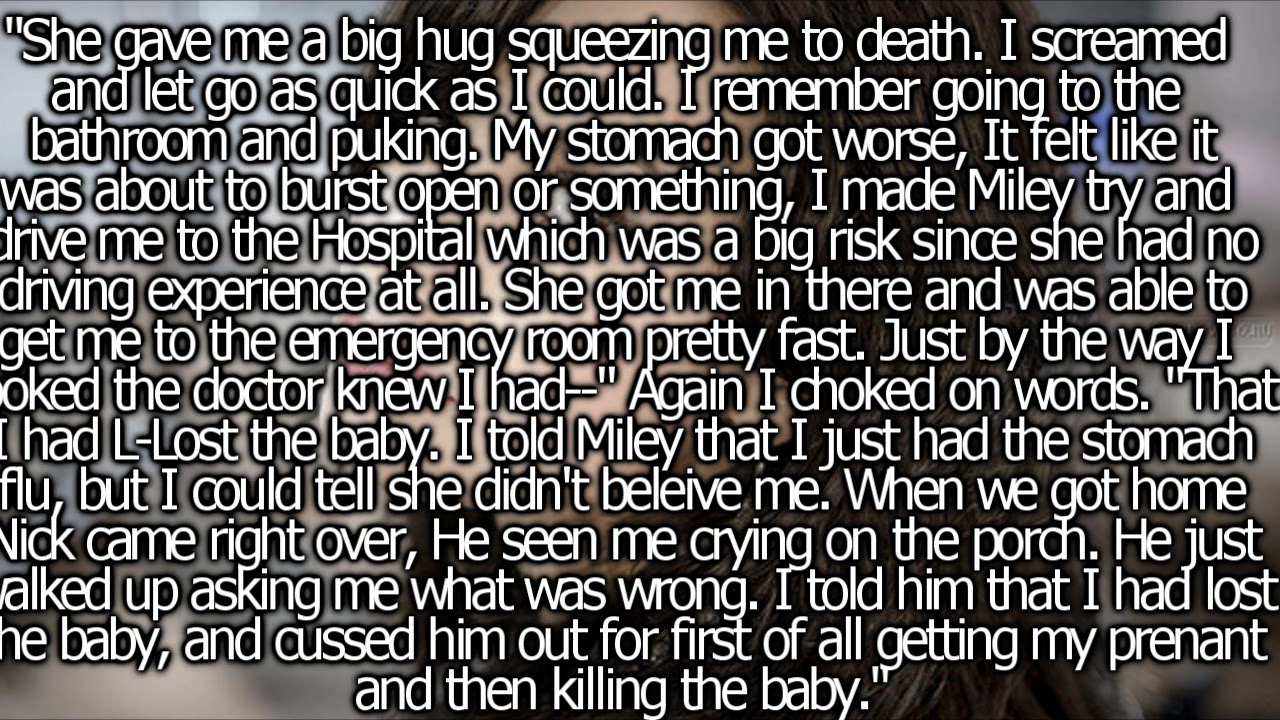 "She gave me a big hug squeezing me to death. I screamed
and let go as quick as I could. I remember going to the
bathroom and puking. My stomach got worse, It felt like it
was about to burst open or something, I made Miley try and
drive me to the Hospital which was a big risk since she had no
driving experience at all. She got me in there and was able to
get me to the emergency room pretty fast. Just by the way I
ooked the doctor knew I had--" Again I choked on words. "That
I had L-Lost the baby. I told Miley that I just had the stomach
flu, but I could tell she didn't beleive me. When we got home
Nick came right over, He seen me crying on the porch. He just
walked up asking me what was wrong. I told him that I had lost
he baby, and cussed him out for first of all getting my prenant
and then killing the baby."